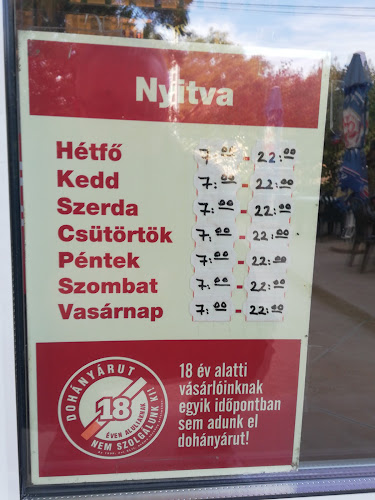 Nyitva
Hétfő 7:00 - 22:00
Kedd 7:00 - 22:00
Szerda 7:00 - 22:00
Csütörtök 7:00 - 22:00
Péntek 7:00 - 22:00
Szombat 7:00 - 22:00
Vasárnap 7:00 - 22:00
DOHÁNYÁRUT
18
ÉVEN ALULIAKNAK
NEM SZOLGÁLUNK KI!
18 év alatti
vásárlóinknak
egyik időpontban
sem adunk el
dohányárut!